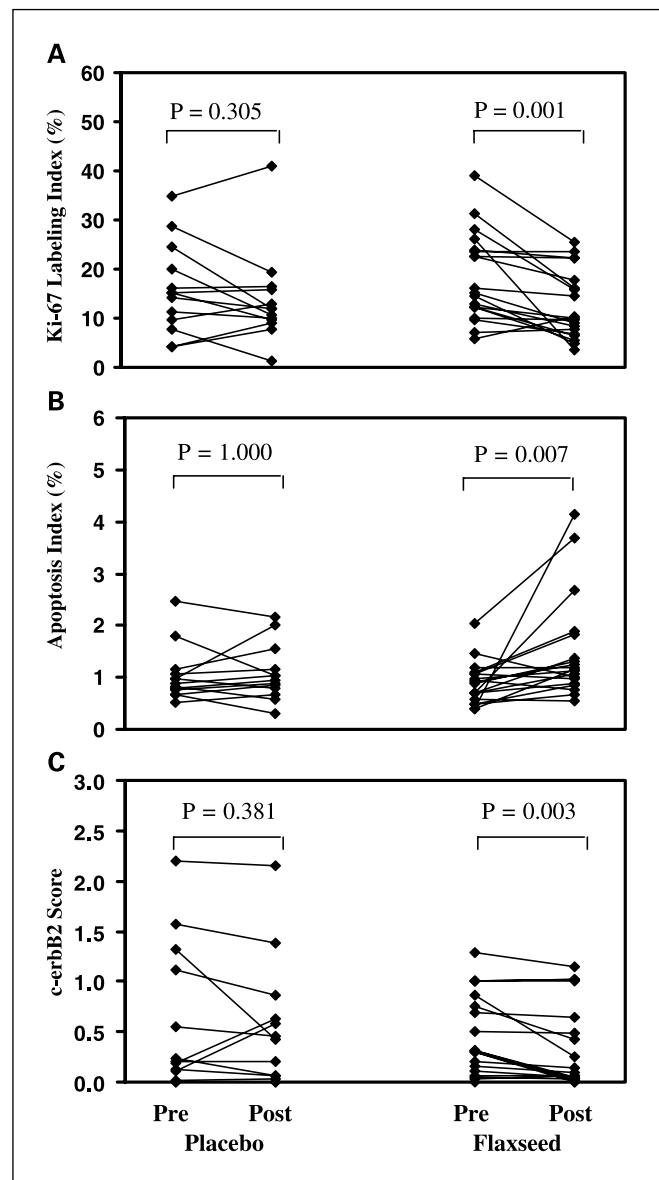 A
Ki-67 Labeling Index (%)
60
50
40
30
20
10
0
P = 0.305
P = 0.001
B
Apoptosis Index (%)
6
5
4
3
2
1
0
P = 1.000
P = 0.007
C
c-erbB2 Score
3.0
2.5
2.0
1.5
1.0
0.5
0.0
P = 0.381
P = 0.003
Pre Post Pre Post
Placebo Flaxseed